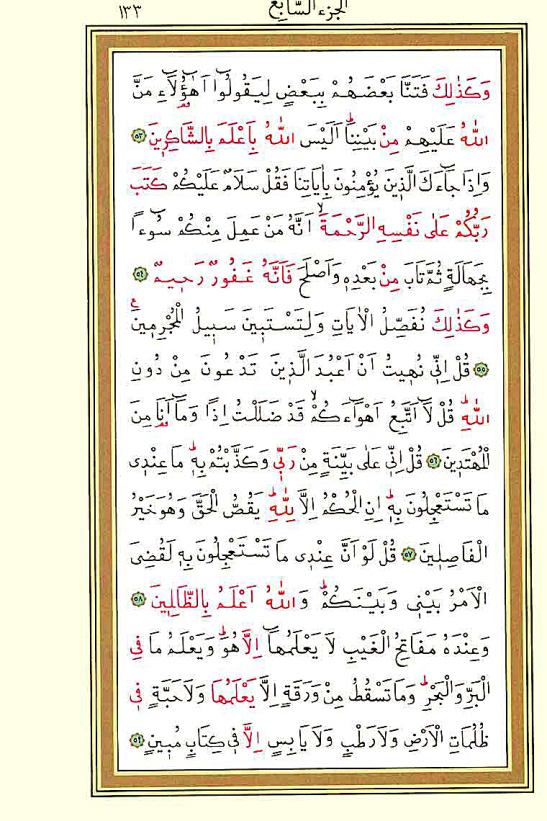 الجزء السّابع ١٣٣
وَكَذٰلِكَ فَتَنَّا بَعْضَهُمْ بِبَعْضٍ لِيَقُولُٓوا اَهٰٓؤُ۬لَٓاءِ مَنَّ
اللّٰهُ عَلَيْهِمْ مِنْ بَيْنِنَاۜ اَلَيْسَ اللّٰهُ بِاَعْلَمَ بِالشَّاكِر۪ينَ ﴿٥٣﴾
وَاِذَا جَٓاءَكَ الَّذ۪ينَ يُؤْمِنُونَ بِاٰيَاتِنَا فَقُلْ سَلَامٌ عَلَيْكُمْ كَتَبَ
رَبُّكُمْ عَلٰى نَفْسِهِ الرَّحْمَةَۙ اَنَّهُ مَنْ عَمِلَ مِنْكُمْ سُٓوءًا
بِجَهَالَةٍ ثُمَّ تَابَ مِنْ بَعْدِه۪ وَاَصْلَحَ فَاَنَّهُ غَفُورٌ رَح۪يمٌ ﴿٥٤﴾
وَكَذٰلِكَ نُفَصِّلُ الْاٰيَاتِ وَلِتَسْتَب۪ينَ سَب۪يلُ الْمُجْرِم۪ينَ۟
﴿٥٥﴾ قُلْ اِنّ۪ي نُه۪يتُ اَنْ اَعْبُدَ الَّذ۪ينَ تَدْعُونَ مِنْ دُونِ
اللّٰهِۜ قُلْ لَٓا اَتَّبِعُ اَهْوَٓاءَكُمْۙ قَدْ ضَلَلْتُ اِذًا وَمَٓا اَنَا۬ مِنَ
الْمُهْتَد۪ينَ ﴿٥٦﴾ قُلْ اِنّ۪ي عَلٰى بَيِّنَةٍ مِنْ رَبّ۪ي وَكَذَّبْتُمْ بِه۪ۜ مَا عِنْد۪ي
مَا تَسْتَعْجِلُونَ بِه۪ۜ اِنِ الْحُكْمُ اِلَّا لِلّٰهِۜ يَقُصُّ الْحَقَّ وَهُوَ خَيْرُ
الْفَاصِل۪ينَ ﴿٥٧﴾ قُلْ لَوْ اَنَّ عِنْد۪ي مَا تَسْتَعْجِلُونَ بِه۪ لَقُضِيَ
الْاَمْرُ بَيْن۪ي وَبَيْنَكُمْۜ وَاللّٰهُ اَعْلَمُ بِالظَّالِم۪ينَ ﴿٥٨﴾
وَعِنْدَهُ مَفَاتِحُ الْغَيْبِ لَا يَعْلَمُهَٓا اِلَّا هُوَۜ وَيَعْلَمُ مَا فِي
الْبَرِّ وَالْبَحْرِۜ وَمَا تَسْقُطُ مِنْ وَرَقَةٍ اِلَّا يَعْلَمُهَا وَلَا حَبَّةٍ ف۪ي
ظُلُمَاتِ الْاَرْضِ وَلَا رَطْبٍ وَلَا يَابِسٍ اِلَّا ف۪ي كِتَابٍ مُب۪ينٍ ﴿٥٩﴾